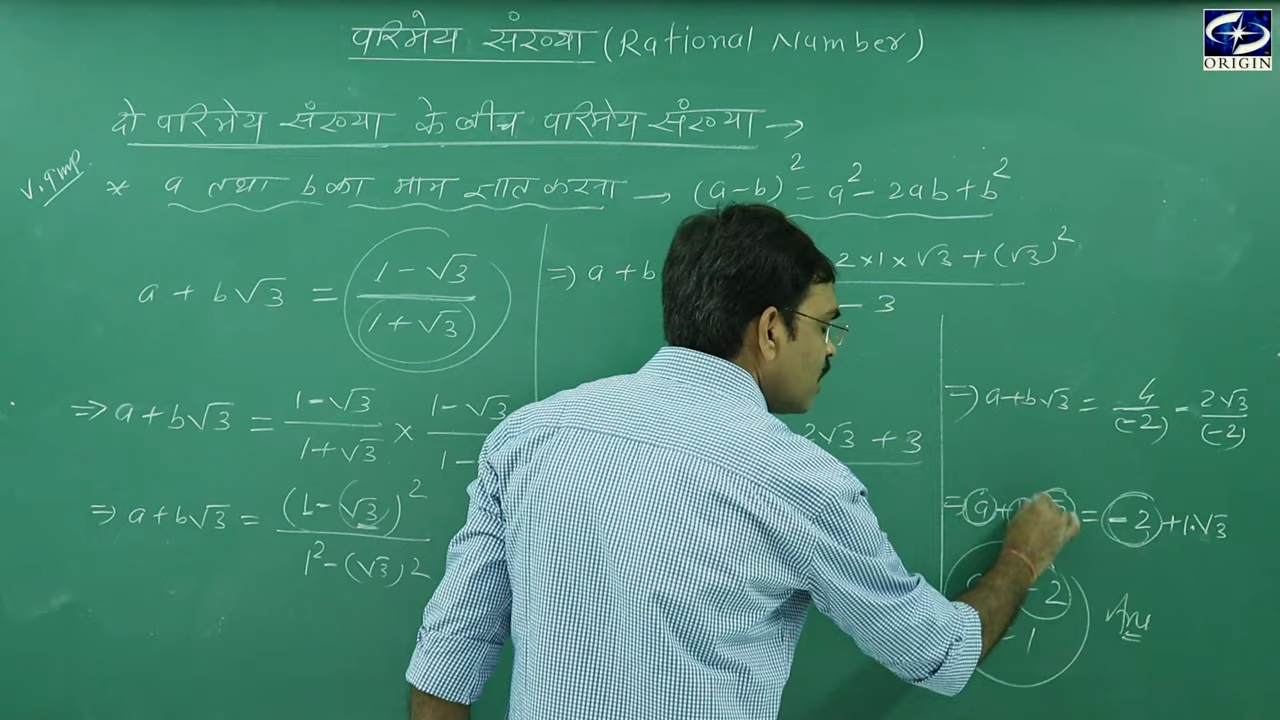 परिमेय संख्या (Rational Number)
ORIGIN
दो परिमेय संख्या के बीच परिमेय संख्या →
V. Imp
* a तथा b का मान ज्ञात करना → (a-b)² = a² - 2ab + b²
a + b√3 = (1 - √3)/(1 + √3)
⇒ a + b√3 = (1-√3)/(1+√3) × (1-√3)/(1-
⇒ a + b√3 = (1-√3)²/(1² - (√3)²)
⇒ a + b
2×1×√3 + (√3)²
- 3
2√3 + 3
⇒ a + b√3 = 4/(-2) - 2√3/(-2)
⇒ a + = -2 + 1·√3
-2
= 1
Ans